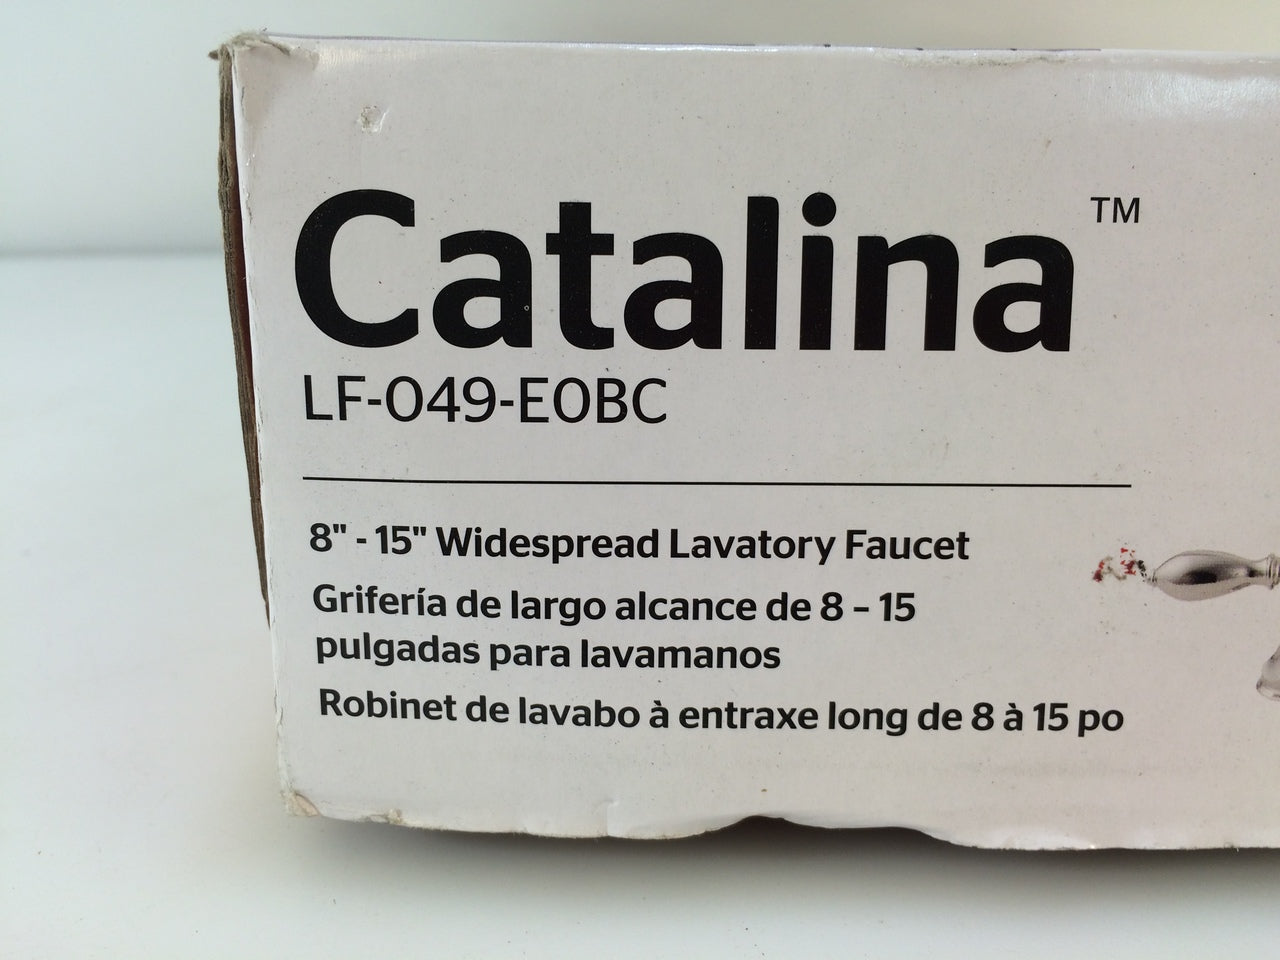 Catalina™
LF-049-E0BC
8" - 15" Widespread Lavatory Faucet
Grifería de largo alcance de 8 – 15
pulgadas para lavamanos
Robinet de lavabo à entraxe long de 8 à 15 po